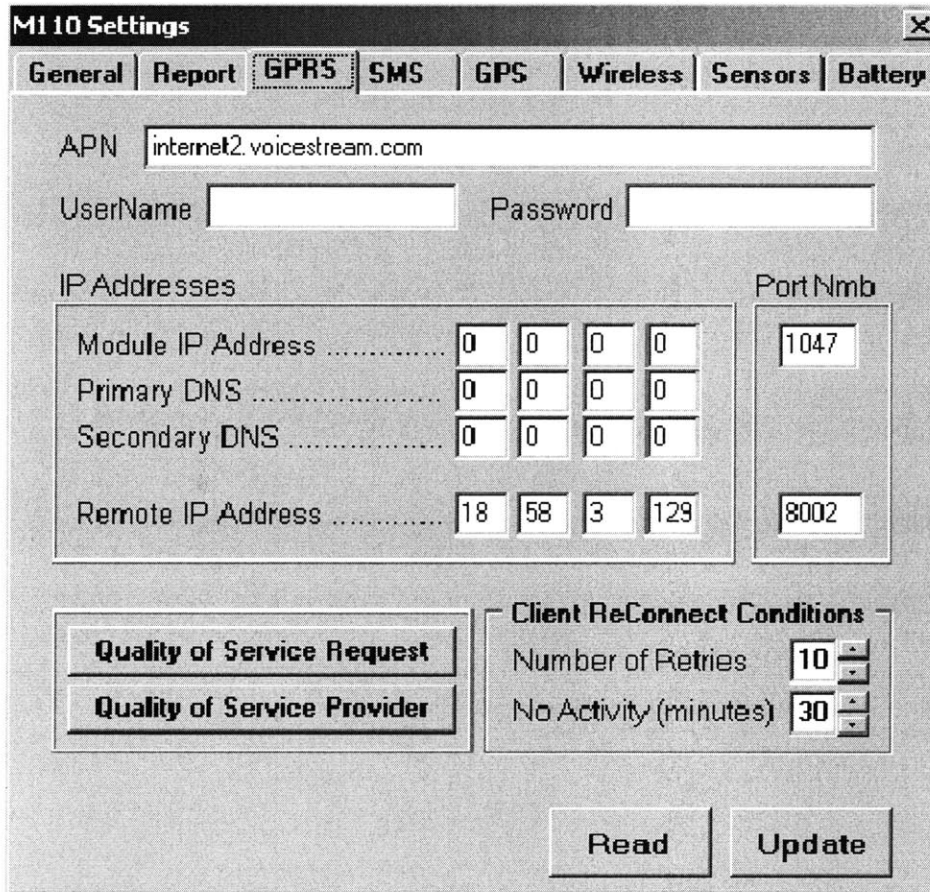 M110 Settings
General Report GPRS SMS GPS Wireless Sensors Battery
APN internet2.voicestream.com
UserName Password
IP Addresses Port Nmb
Module IP Address ............. 0 0 0 0 1047
Primary DNS .................... 0 0 0 0
Secondary DNS ................ 0 0 0 0
Remote IP Address ............. 18 58 3 129 8002
Client ReConnect Conditions
Quality of Service Request Number of Retries 10
Quality of Service Provider No Activity (minutes) 30
Read Update